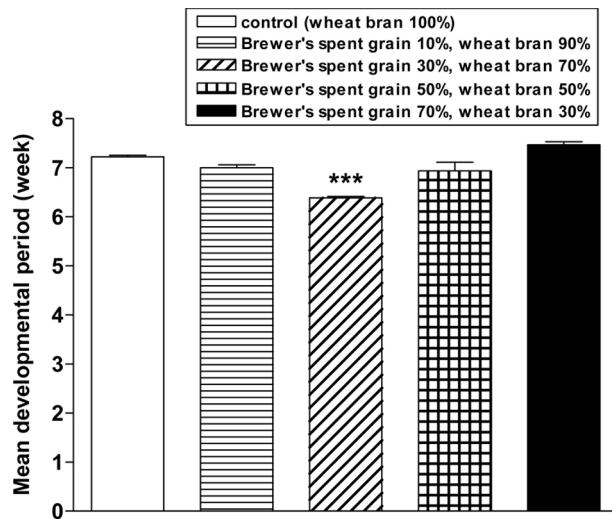 control (wheat bran 100%)
Brewer's spent grain 10%, wheat bran 90%
Brewer's spent grain 30%, wheat bran 70%
Brewer's spent grain 50%, wheat bran 50%
Brewer's spent grain 70%, wheat bran 30%
Mean developmental period (week)
8
7
6
5
4
3
2
1
0
***